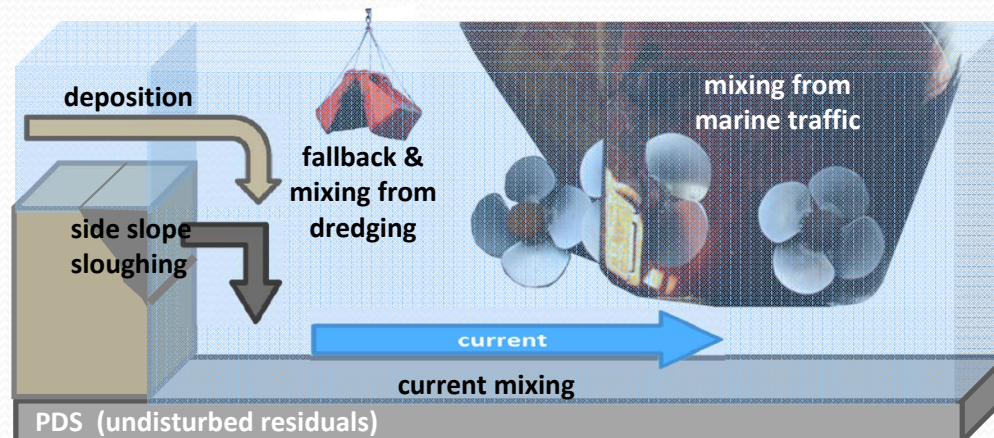 deposition
fallback &
mixing from
dredging
mixing from
marine traffic
side slope
sloughing
current
current mixing
PDS (undisturbed residuals)